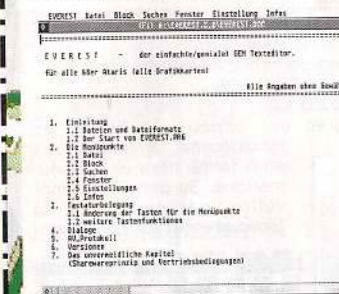 EVEREST Datei Block Suchen Fenster Einstellung Infos
E V E R E S T - der einfachte(geniale) GEM Texteditor.
Für alle 68er Ataris (alle Grafikkarten)
Alle Angaben ohne
1. Einleitung
1.1 Dateien und Dateiformate
1.2 Der Start von EVEREST.PRG
2. Die Menüpunkte
2.1 Datei
2.2 Block
2.3 Suchen
2.4 Fenster
2.5 Einstellungen
2.6 Infos
3. Tastaturbelegung
3.1 Änderung der Tasten für die Menüpunkte
3.2 weitere Tastenfunktionen
4. Dialoge
5. AV_Protokoll
6. Versionen
7. Das unvermeidliche Kapitel
(Sharewareprinzip und Vertriebsbedingungen)